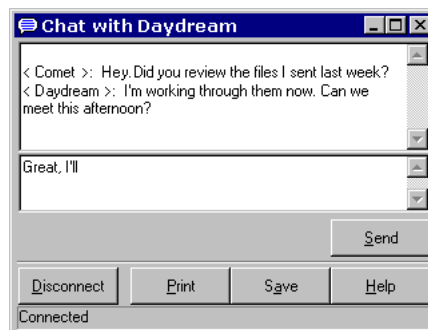 Chat with Daydream
< Comet >: Hey. Did you review the files I sent last week?
< Daydream >: I'm working through them now. Can we
meet this afternoon?
Great, I'll
Send
Disconnect Print Save Help
Connected